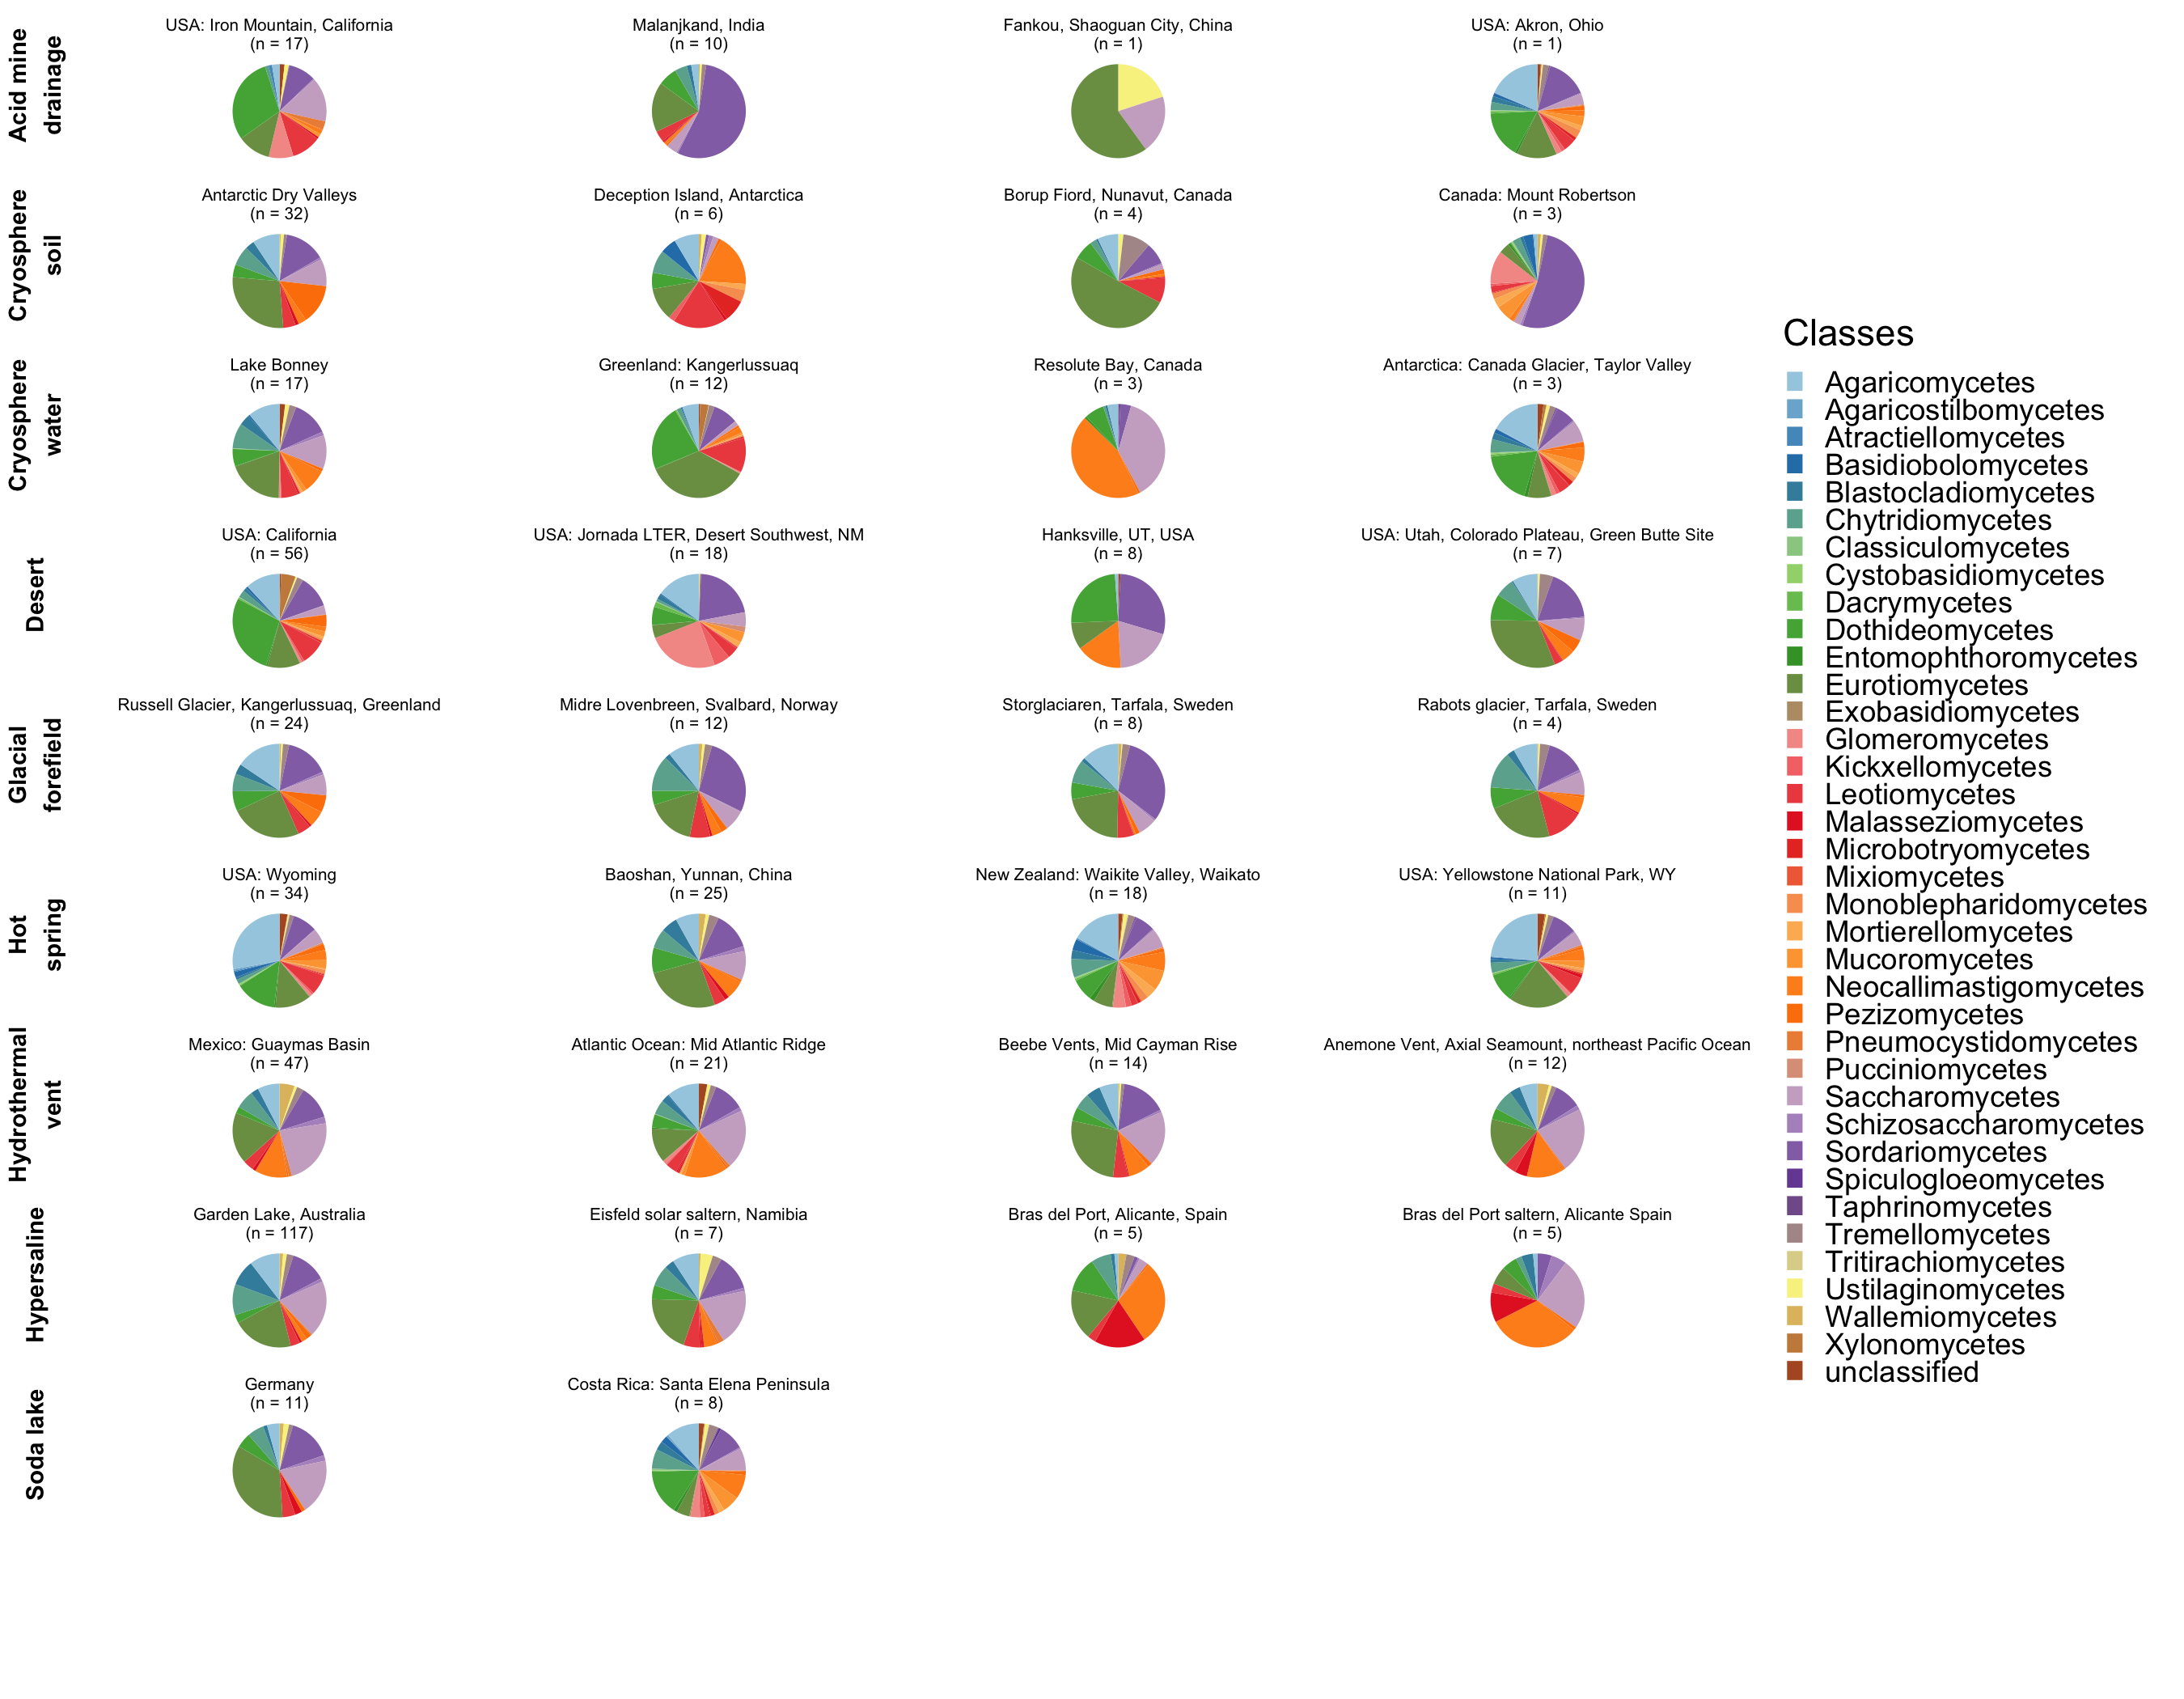 Acid mine
drainage
USA: Iron Mountain, California
(n = 17)
Malanjkand, India
(n = 10)
Fankou, Shaoguan City, China
(n = 1)
USA: Akron, Ohio
(n = 1)
Cryosphere
soil
Antarctic Dry Valleys
(n = 32)
Deception Island, Antarctica
(n = 6)
Borup Fiord, Nunavut, Canada
(n = 4)
Canada: Mount Robertson
(n = 3)
Cryosphere
water
Lake Bonney
(n = 17)
Greenland: Kangerlussuaq
(n = 12)
Resolute Bay, Canada
(n = 3)
Antarctica: Canada Glacier, Taylor Valley
(n = 3)
Desert
USA: California
(n = 56)
USA: Jornada LTER, Desert Southwest, NM
(n = 18)
Hanksville, UT, USA
(n = 8)
USA: Utah, Colorado Plateau, Green Butte Site
(n = 7)
Glacial
forefield
Russell Glacier, Kangerlussuaq, Greenland
(n = 24)
Midre Lovenbreen, Svalbard, Norway
(n = 12)
Storglaciaren, Tarfala, Sweden
(n = 8)
Rabots glacier, Tarfala, Sweden
(n = 4)
Hot
spring
USA: Wyoming
(n = 34)
Baoshan, Yunnan, China
(n = 25)
New Zealand: Waikite Valley, Waikato
(n = 18)
USA: Yellowstone National Park, WY
(n = 11)
Hydrothermal
vent
Mexico: Guaymas Basin
(n = 47)
Atlantic Ocean: Mid Atlantic Ridge
(n = 21)
Beebe Vents, Mid Cayman Rise
(n = 14)
Anemone Vent, Axial Seamount, northeast Pacific Ocean
(n = 12)
Hypersaline
Garden Lake, Australia
(n = 117)
Eisfeld solar saltern, Namibia
(n = 7)
Bras del Port, Alicante, Spain
(n = 5)
Bras del Port saltern, Alicante Spain
(n = 5)
Soda lake
Germany
(n = 11)
Costa Rica: Santa Elena Peninsula
(n = 8)
Classes
Agaricomycetes
Agaricostilbomycetes
Atractiellomycetes
Basidiobolomycetes
Blastocladiomycetes
Chytridiomycetes
Classiculomycetes
Cystobasidiomycetes
Dacrymycetes
Dothideomycetes
Entomophthoromycetes
Eurotiomycetes
Exobasidiomycetes
Glomeromycetes
Kickxellomycetes
Leotiomycetes
Malasseziomycetes
Microbotryomycetes
Mixiomycetes
Monoblepharidomycetes
Mortierellomycetes
Mucoromycetes
Neocallimastigomycetes
Pezizomycetes
Pneumocystidomycetes
Pucciniomycetes
Saccharomycetes
Schizosaccharomycetes
Sordariomycetes
Spiculogloeomycetes
Taphrinomycetes
Tremellomycetes
Tritirachiomycetes
Ustilaginomycetes
Wallemiomycetes
Xylonomycetes
unclassified